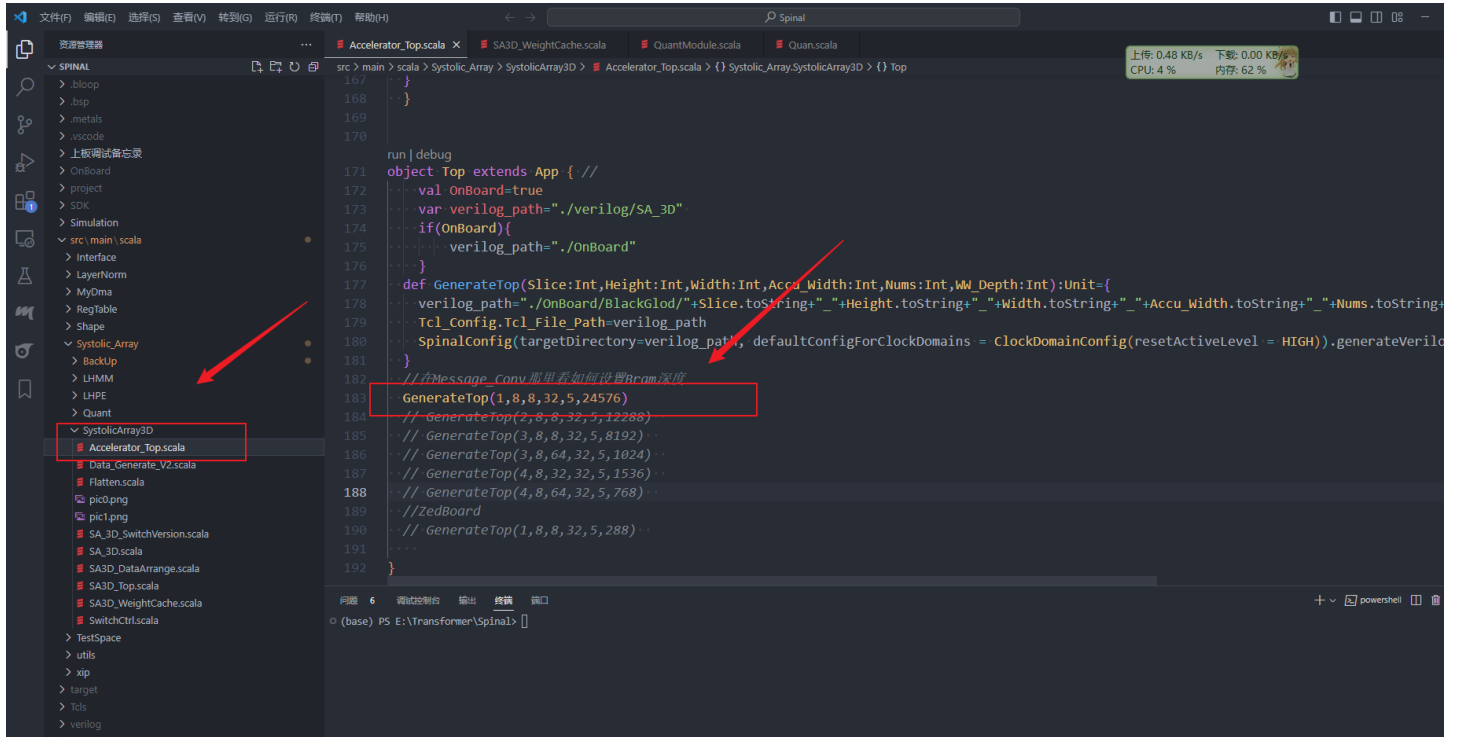 文件(F) 编辑(E) 选择(S) 查看(V) 转到(G) 运行(R) 终端(T) 帮助(H)
Spinal
资源管理器
SPINAL
.bloop
.bsp
.metals
.vscode
上板调试备忘录
OnBoard
project
SDK
Simulation
src\main\scala
Interface
LayerNorm
MyDma
RegTable
Shape
Systolic_Array
BackUp
LHMM
LHPE
Quant
SystolicArray3D
Accelerator_Top.scala
Data_Generate_V2.scala
Flatten.scala
pic0.png
pic1.png
SA_3D_SwitchVersion.scala
SA_3D.scala
SA3D_DataArrange.scala
SA3D_Top.scala
SA3D_WeightCache.scala
SwitchCtrl.scala
TestSpace
utils
xip
target
Tcls
verilog
1
Accelerator_Top.scala SA3D_WeightCache.scala QuantModule.scala Quan.scala
上传: 0.48 KB/s 下载: 0.00 KB/s
CPU: 4 % 内存: 62 %
src > main > scala > Systolic_Array > SystolicArray3D > Accelerator_Top.scala > {} Systolic_Array.SystolicArray3D > {} Top
167 }
168 }
169
170
run | debug
171 object Top extends App { //
172 val OnBoard=true
173 var verilog_path="./verilog/SA_3D"
174 if(OnBoard){
175 verilog_path="./OnBoard"
176 }
177 def GenerateTop(Slice:Int,Height:Int,Width:Int,Accu_Width:Int,Nums:Int,WW_Depth:Int):Unit={
178 verilog_path="./OnBoard/BlackGlod/"+Slice.toString+"_"+Height.toString+"_"+Width.toString+"_"+Accu_Width.toString+"_"+Nums.toString+
179 Tcl_Config.Tcl_File_Path=verilog_path
180 SpinalConfig(targetDirectory=verilog_path, defaultConfigForClockDomains = ClockDomainConfig(resetActiveLevel = HIGH)).generateVerilo
181 }
182 //在Message_Conv那里看如何设置Bram深度
183 GenerateTop(1,8,8,32,5,24576)
184 // GenerateTop(2,8,8,32,5,12288)
185 // GenerateTop(3,8,8,32,5,8192)
186 // GenerateTop(3,8,64,32,5,1024)
187 // GenerateTop(4,8,32,32,5,1536)
188 // GenerateTop(4,8,64,32,5,768)
189 //ZedBoard
190 // GenerateTop(1,8,8,32,5,288)
191
192 }
问题 6 调试控制台 输出 终端 端口
powershell
(base) PS E:\Transformer\Spinal>